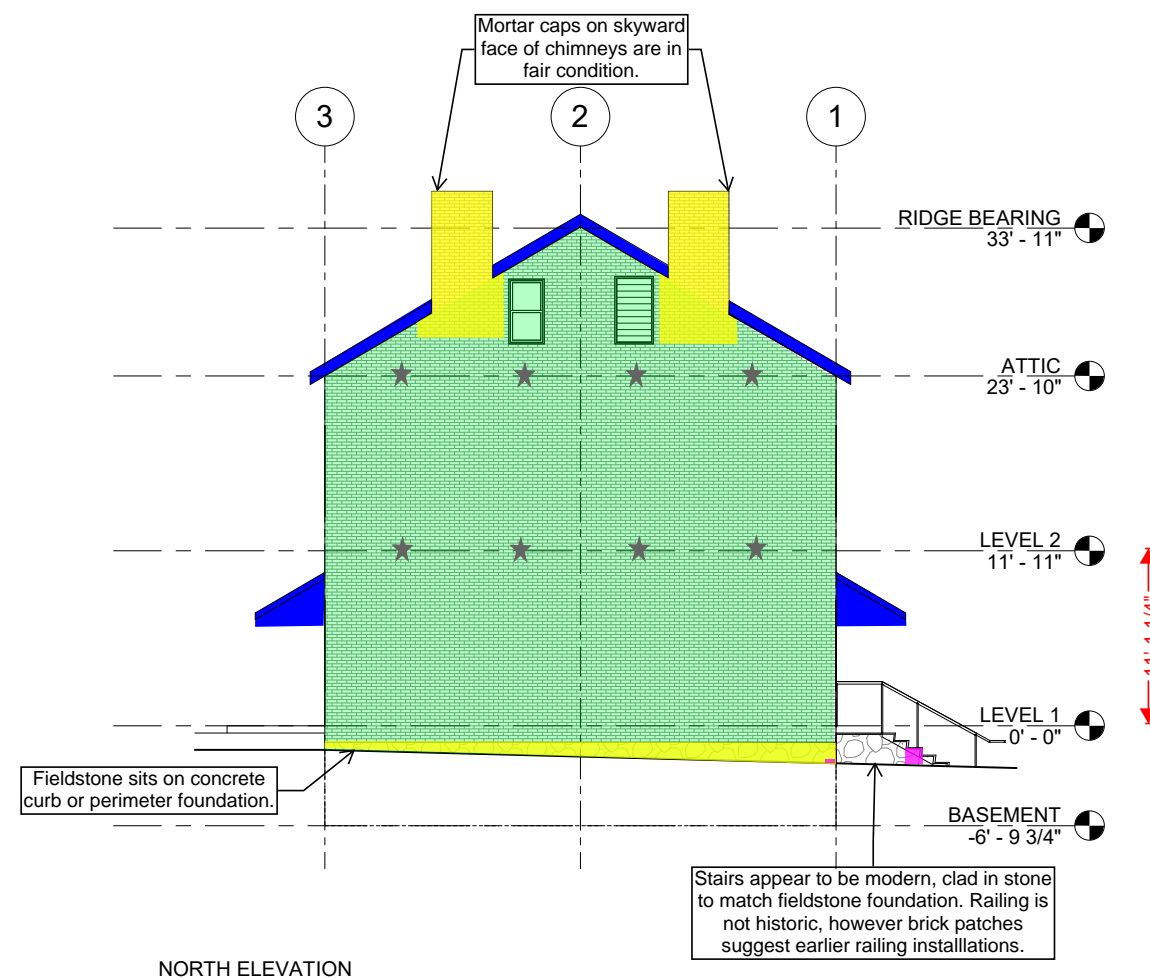 Mortar caps on skyward
face of chimneys are in
fair condition.
3
2
1
RIDGE BEARING
33' - 11"
ATTIC
23' - 10"
LEVEL 2
11' - 11"
LEVEL 1
0' - 0"
Fieldstone sits on concrete
curb or perimeter foundation.
BASEMENT
-6' - 9 3/4"
Stairs appear to be modern, clad in stone
to match fieldstone foundation. Railing is
not historic, however brick patches
suggest earlier railing installlations.
NORTH ELEVATION